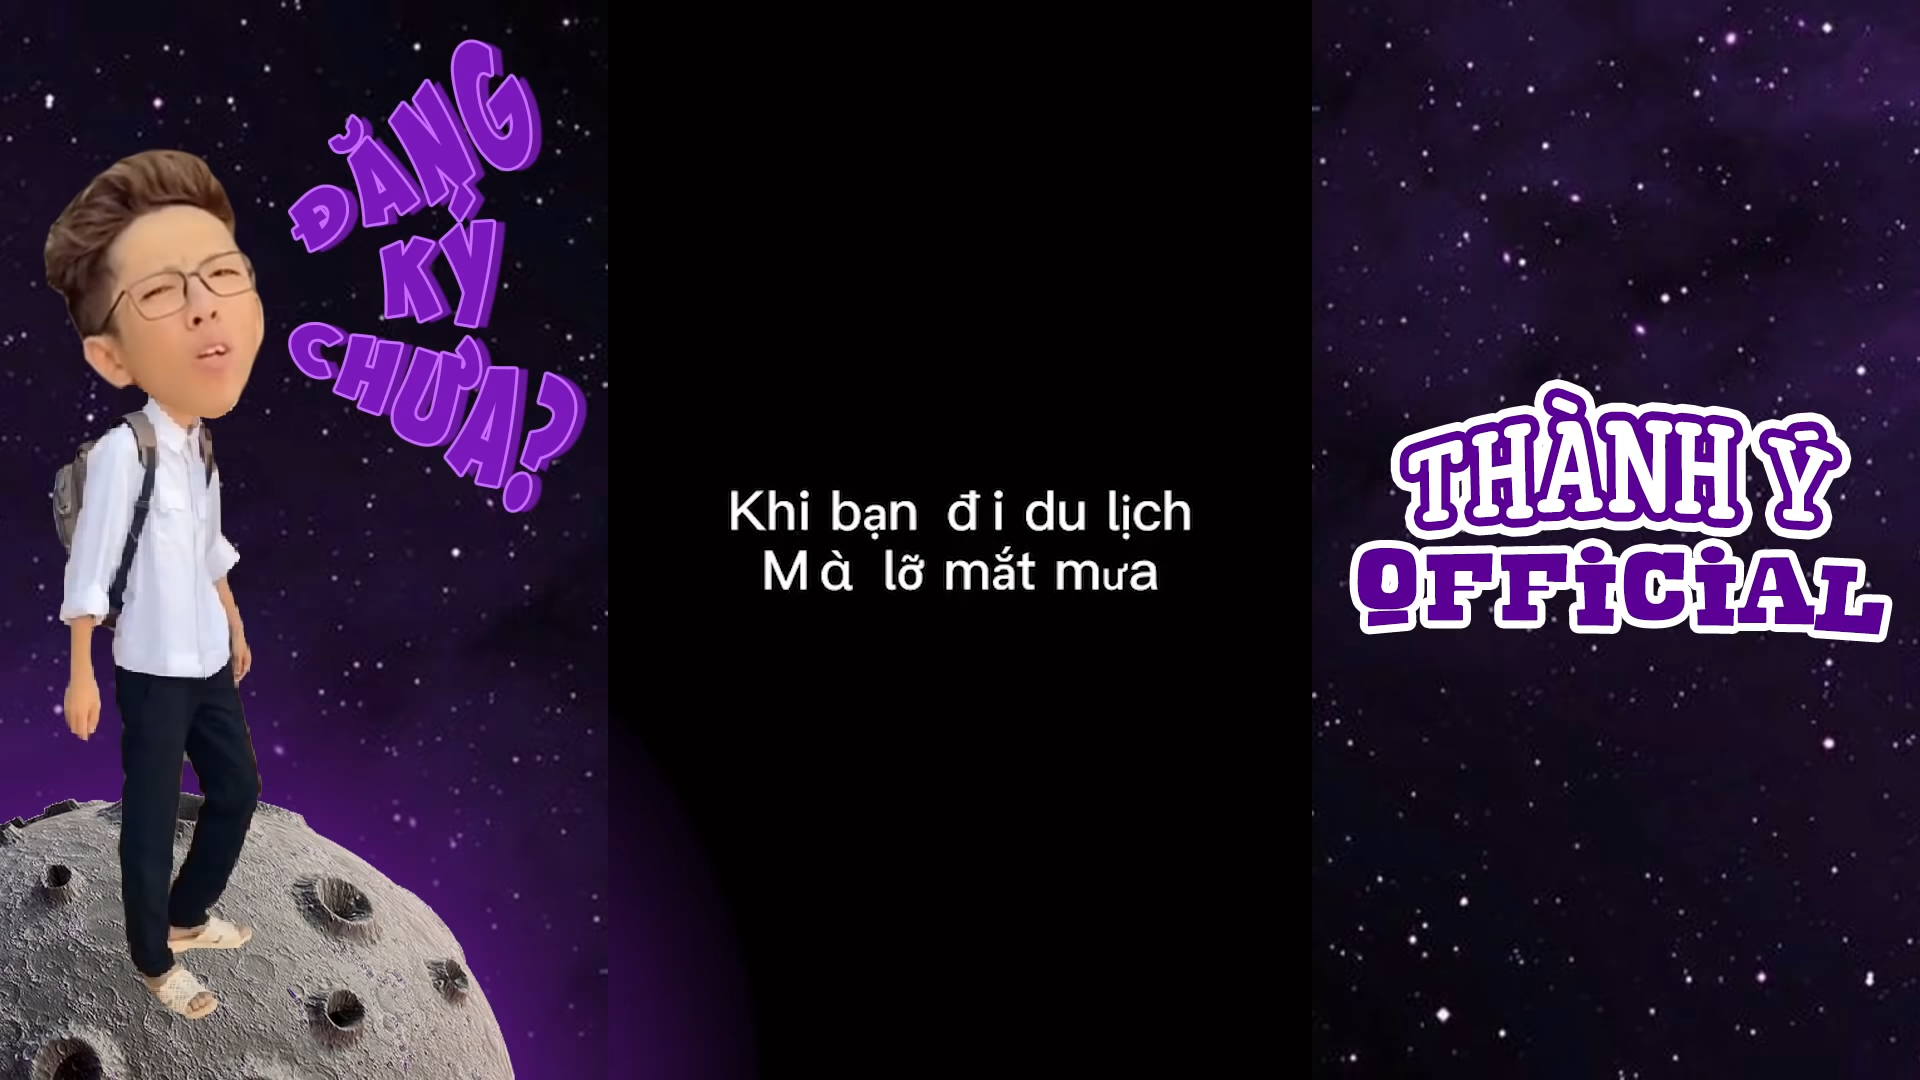 ĐĂNG
KÝ
CHƯA?
Khi bạn đi du lịch
Mà lỡ mắt mưa
THÀNH Ý
OFFICIAL